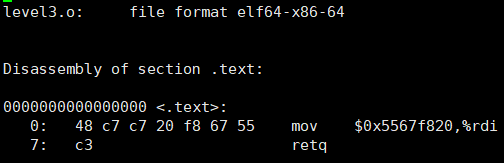 level3.o:     file format elf64-x86-64
Disassembly of section .text:
0000000000000000 <.text>:
   0:   48 c7 c7 20 f8 67 55    mov    $0x5567f820,%rdi
   7:   c3                      retq